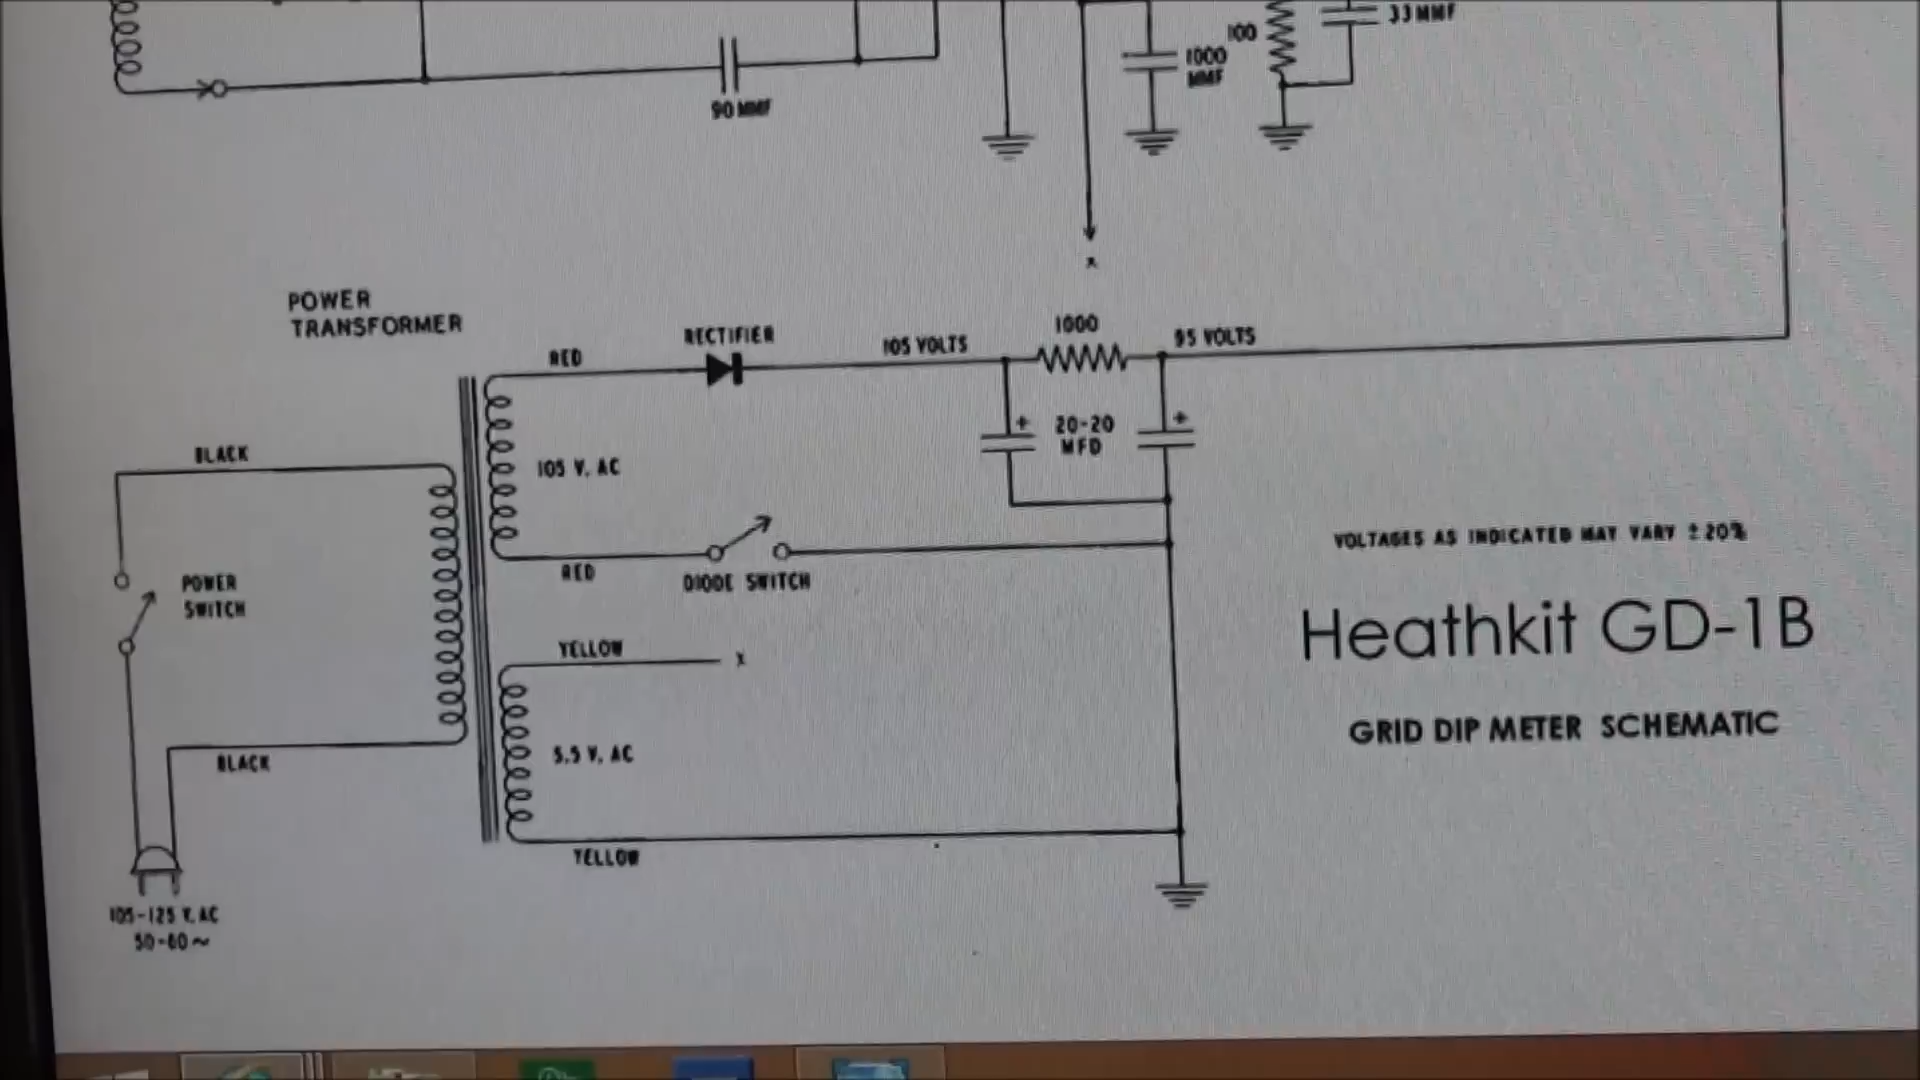 33 MMF
100
1000
MMF
90 MMF
x
POWER
TRANSFORMER
RED
RECTIFIER
105 VOLTS
1000
95 VOLTS
+
20-20
MFD
+
BLACK
105 V. AC
VOLTAGES AS INDICATED MAY VARY ±20%
RED
DIODE SWITCH
POWER
SWITCH
Heathkit GD-1B
YELLOW
x
GRID DIP METER SCHEMATIC
5.5 V. AC
BLACK
YELLOW
105-125 V. AC
50-60~